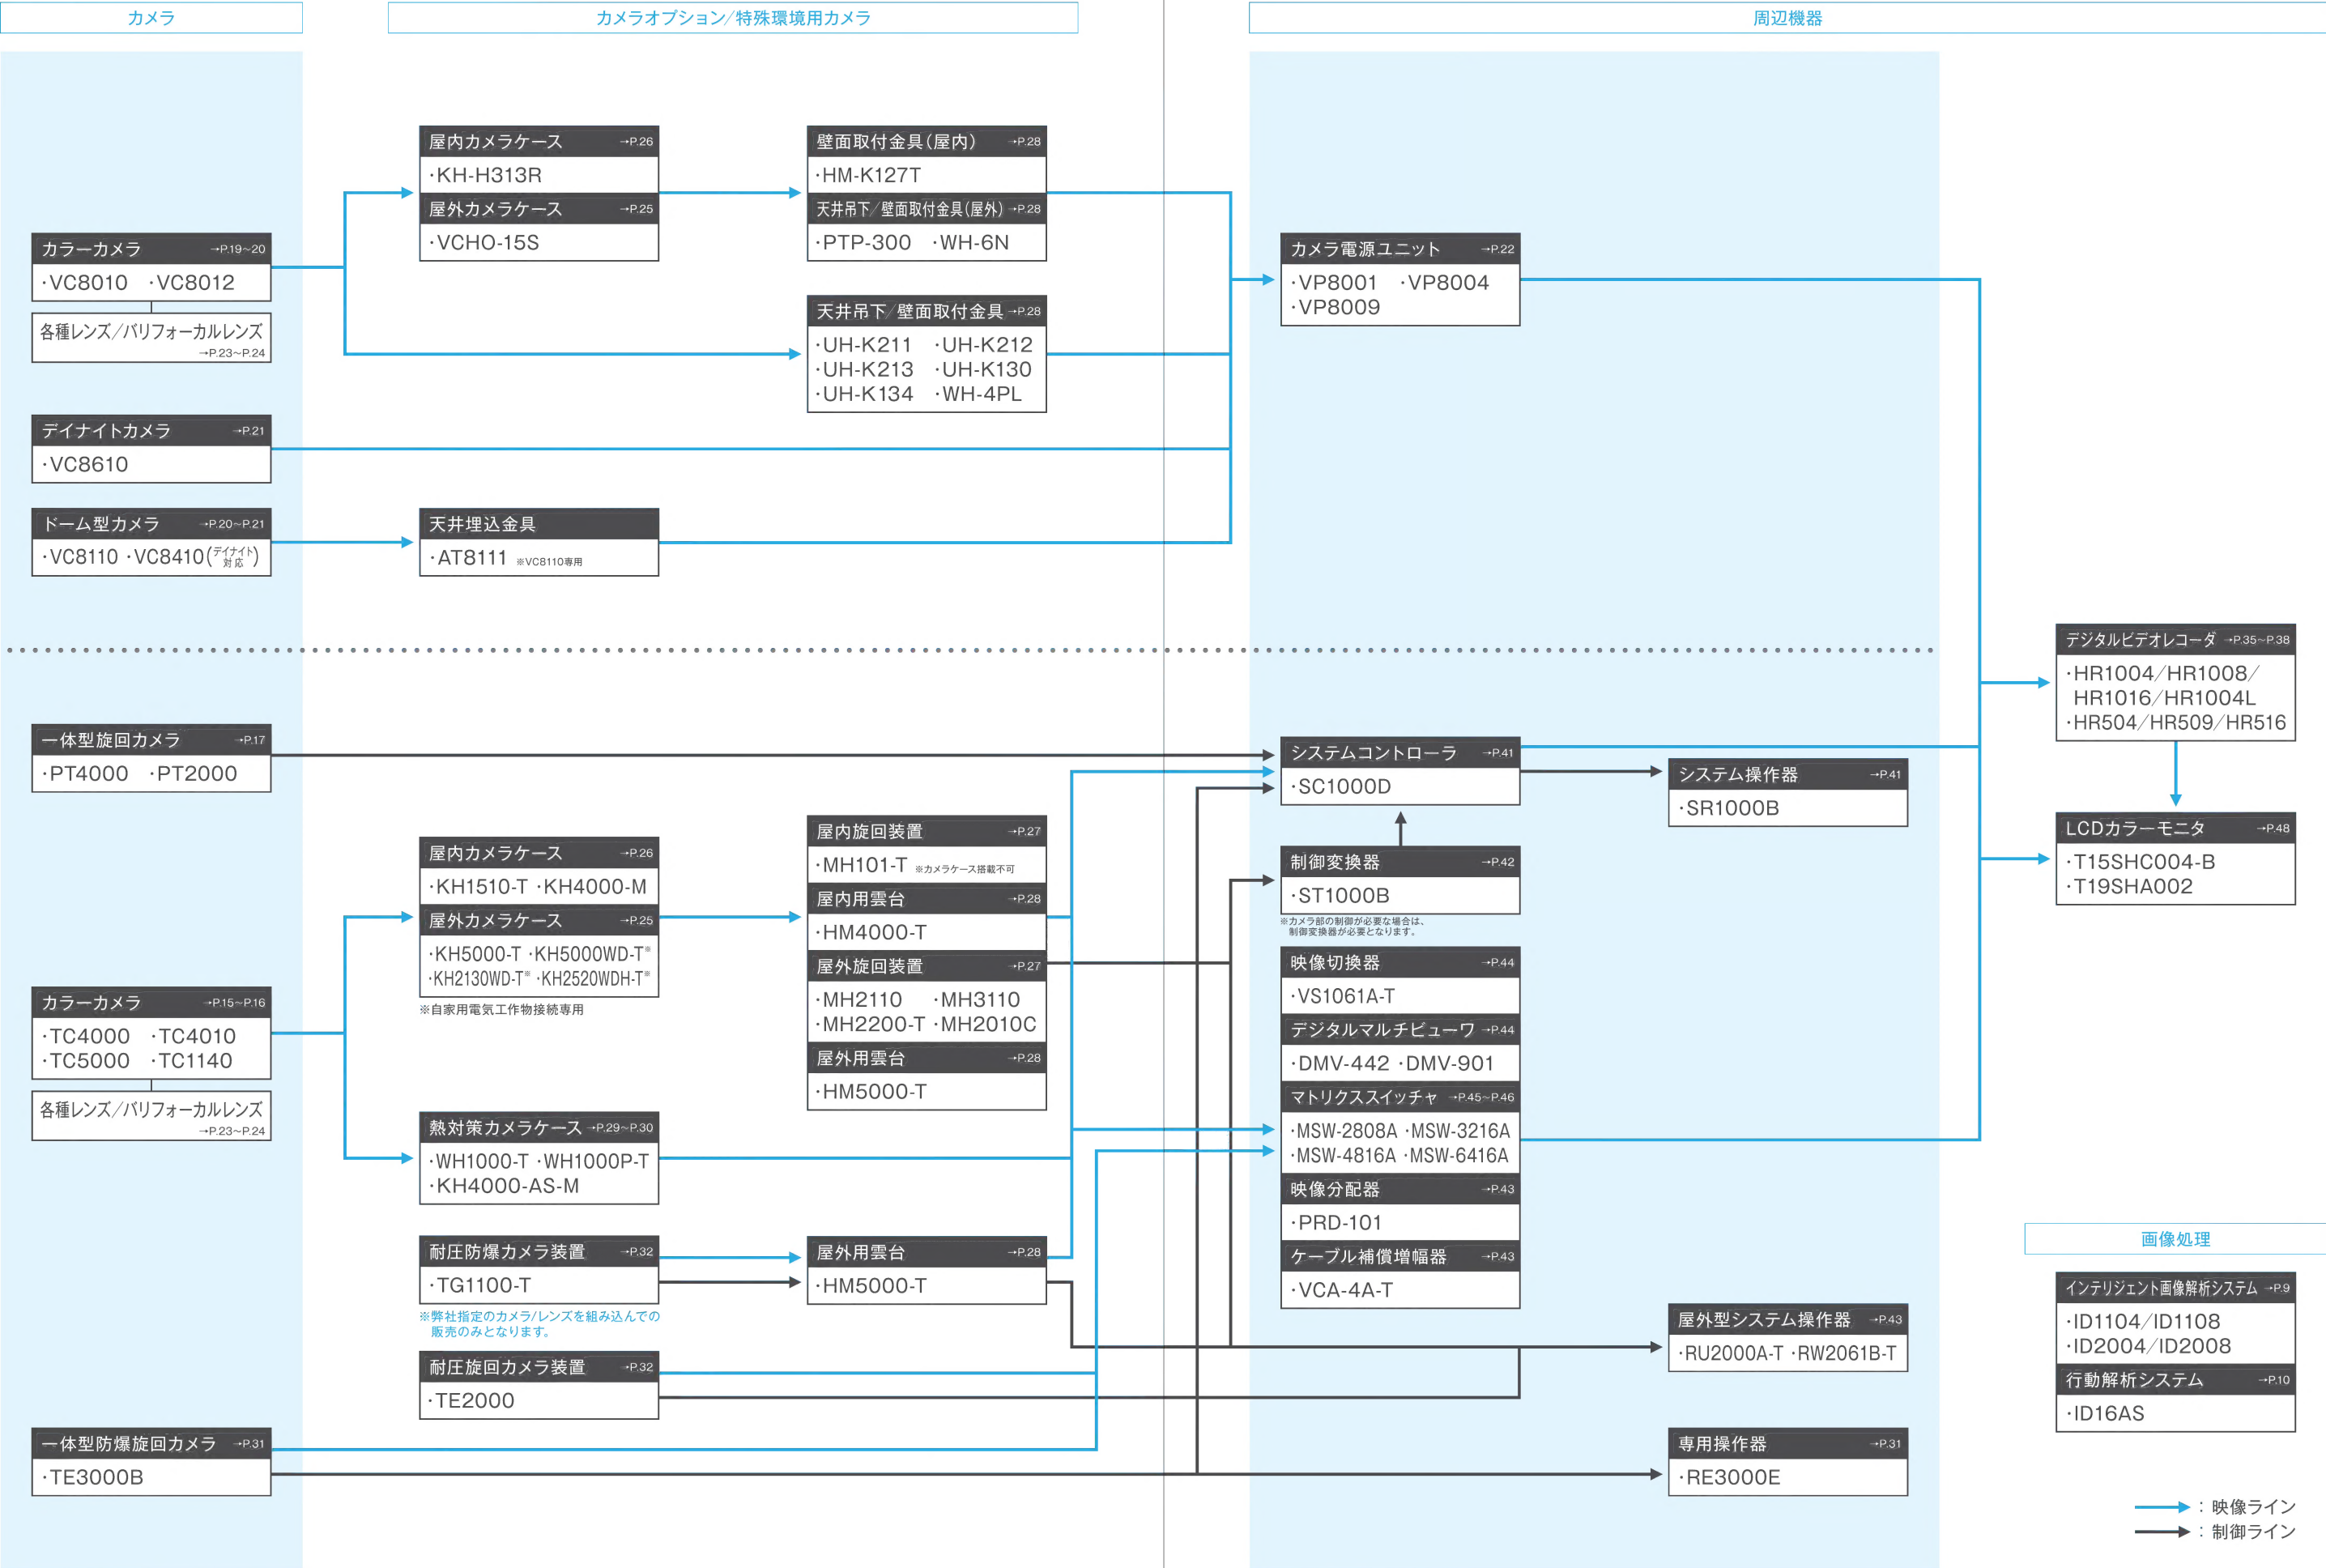 カメラ
カメラオプション/特殊環境用カメラ
周辺機器
カラーカメラ →P.19~20
・VC8010 ・VC8012
各種レンズ/バリフォーカルレンズ
→P.23~P.24
デイナイトカメラ →P.21
・VC8610
ドーム型カメラ →P.20~P.21
・VC8110 ・VC8410(デイナイト対応)
屋内カメラケース →P.26
・KH-H313R
屋外カメラケース →P.25
・VCHO-15S
壁面取付金具(屋内) →P.28
・HM-K127T
天井吊下/壁面取付金具(屋外) →P.28
・PTP-300 ・WH-6N
天井吊下/壁面取付金具 →P.28
・UH-K211 ・UH-K212
・UH-K213 ・UH-K130
・UH-K134 ・WH-4PL
天井埋込金具
・AT8111 ※VC8110専用
カメラ電源ユニット →P.22
・VP8001 ・VP8004
・VP8009
一体型旋回カメラ →P.17
・PT4000 ・PT2000
カラーカメラ →P.15~P.16
・TC4000 ・TC4010
・TC5000 ・TC1140
各種レンズ/バリフォーカルレンズ
→P.23~P.24
一体型防爆旋回カメラ →P.31
・TE3000B
屋内カメラケース →P.26
・KH1510-T ・KH4000-M
屋外カメラケース →P.25
・KH5000-T ・KH5000WD-T※
・KH2130WD-T※ ・KH2520WDH-T※
※自家用電気工作物接続専用
熱対策カメラケース →P.29~P.30
・WH1000-T ・WH1000P-T
・KH4000-AS-M
耐圧防爆カメラ装置 →P.32
・TG1100-T
※弊社指定のカメラ/レンズを組み込んでの
販売のみとなります。
耐圧旋回カメラ装置 →P.32
・TE2000
屋内旋回装置 →P.27
・MH101-T ※カメラケース搭載不可
屋内用雲台 →P.28
・HM4000-T
屋外旋回装置 →P.27
・MH2110 ・MH3110
・MH2200-T ・MH2010C
屋外用雲台 →P.28
・HM5000-T
屋外用雲台 →P.28
・HM5000-T
システムコントローラ →P.41
・SC1000D
制御変換器 →P.42
・ST1000B
※カメラ部の制御が必要な場合は、
制御変換器が必要となります。
映像切換器 →P.44
・VS1061A-T
デジタルマルチビューワ →P.44
・DMV-442 ・DMV-901
マトリクススイッチャ →P.45~P.46
・MSW-2808A ・MSW-3216A
・MSW-4816A ・MSW-6416A
映像分配器 →P.43
・PRD-101
ケーブル補償増幅器 →P.43
・VCA-4A-T
システム操作器 →P.41
・SR1000B
屋外型システム操作器 →P.43
・RU2000A-T ・RW2061B-T
専用操作器 →P.31
・RE3000E
デジタルビデオレコーダ →P.35~P.38
・HR1004/HR1008/
HR1016/HR1004L
・HR504/HR509/HR516
LCDカラーモニタ →P.48
・T15SHC004-B
・T19SHA002
画像処理
インテリジェント画像解析システム →P.9
・ID1104/ID1108
・ID2004/ID2008
行動解析システム →P.10
・ID16AS
：映像ライン
：制御ライン